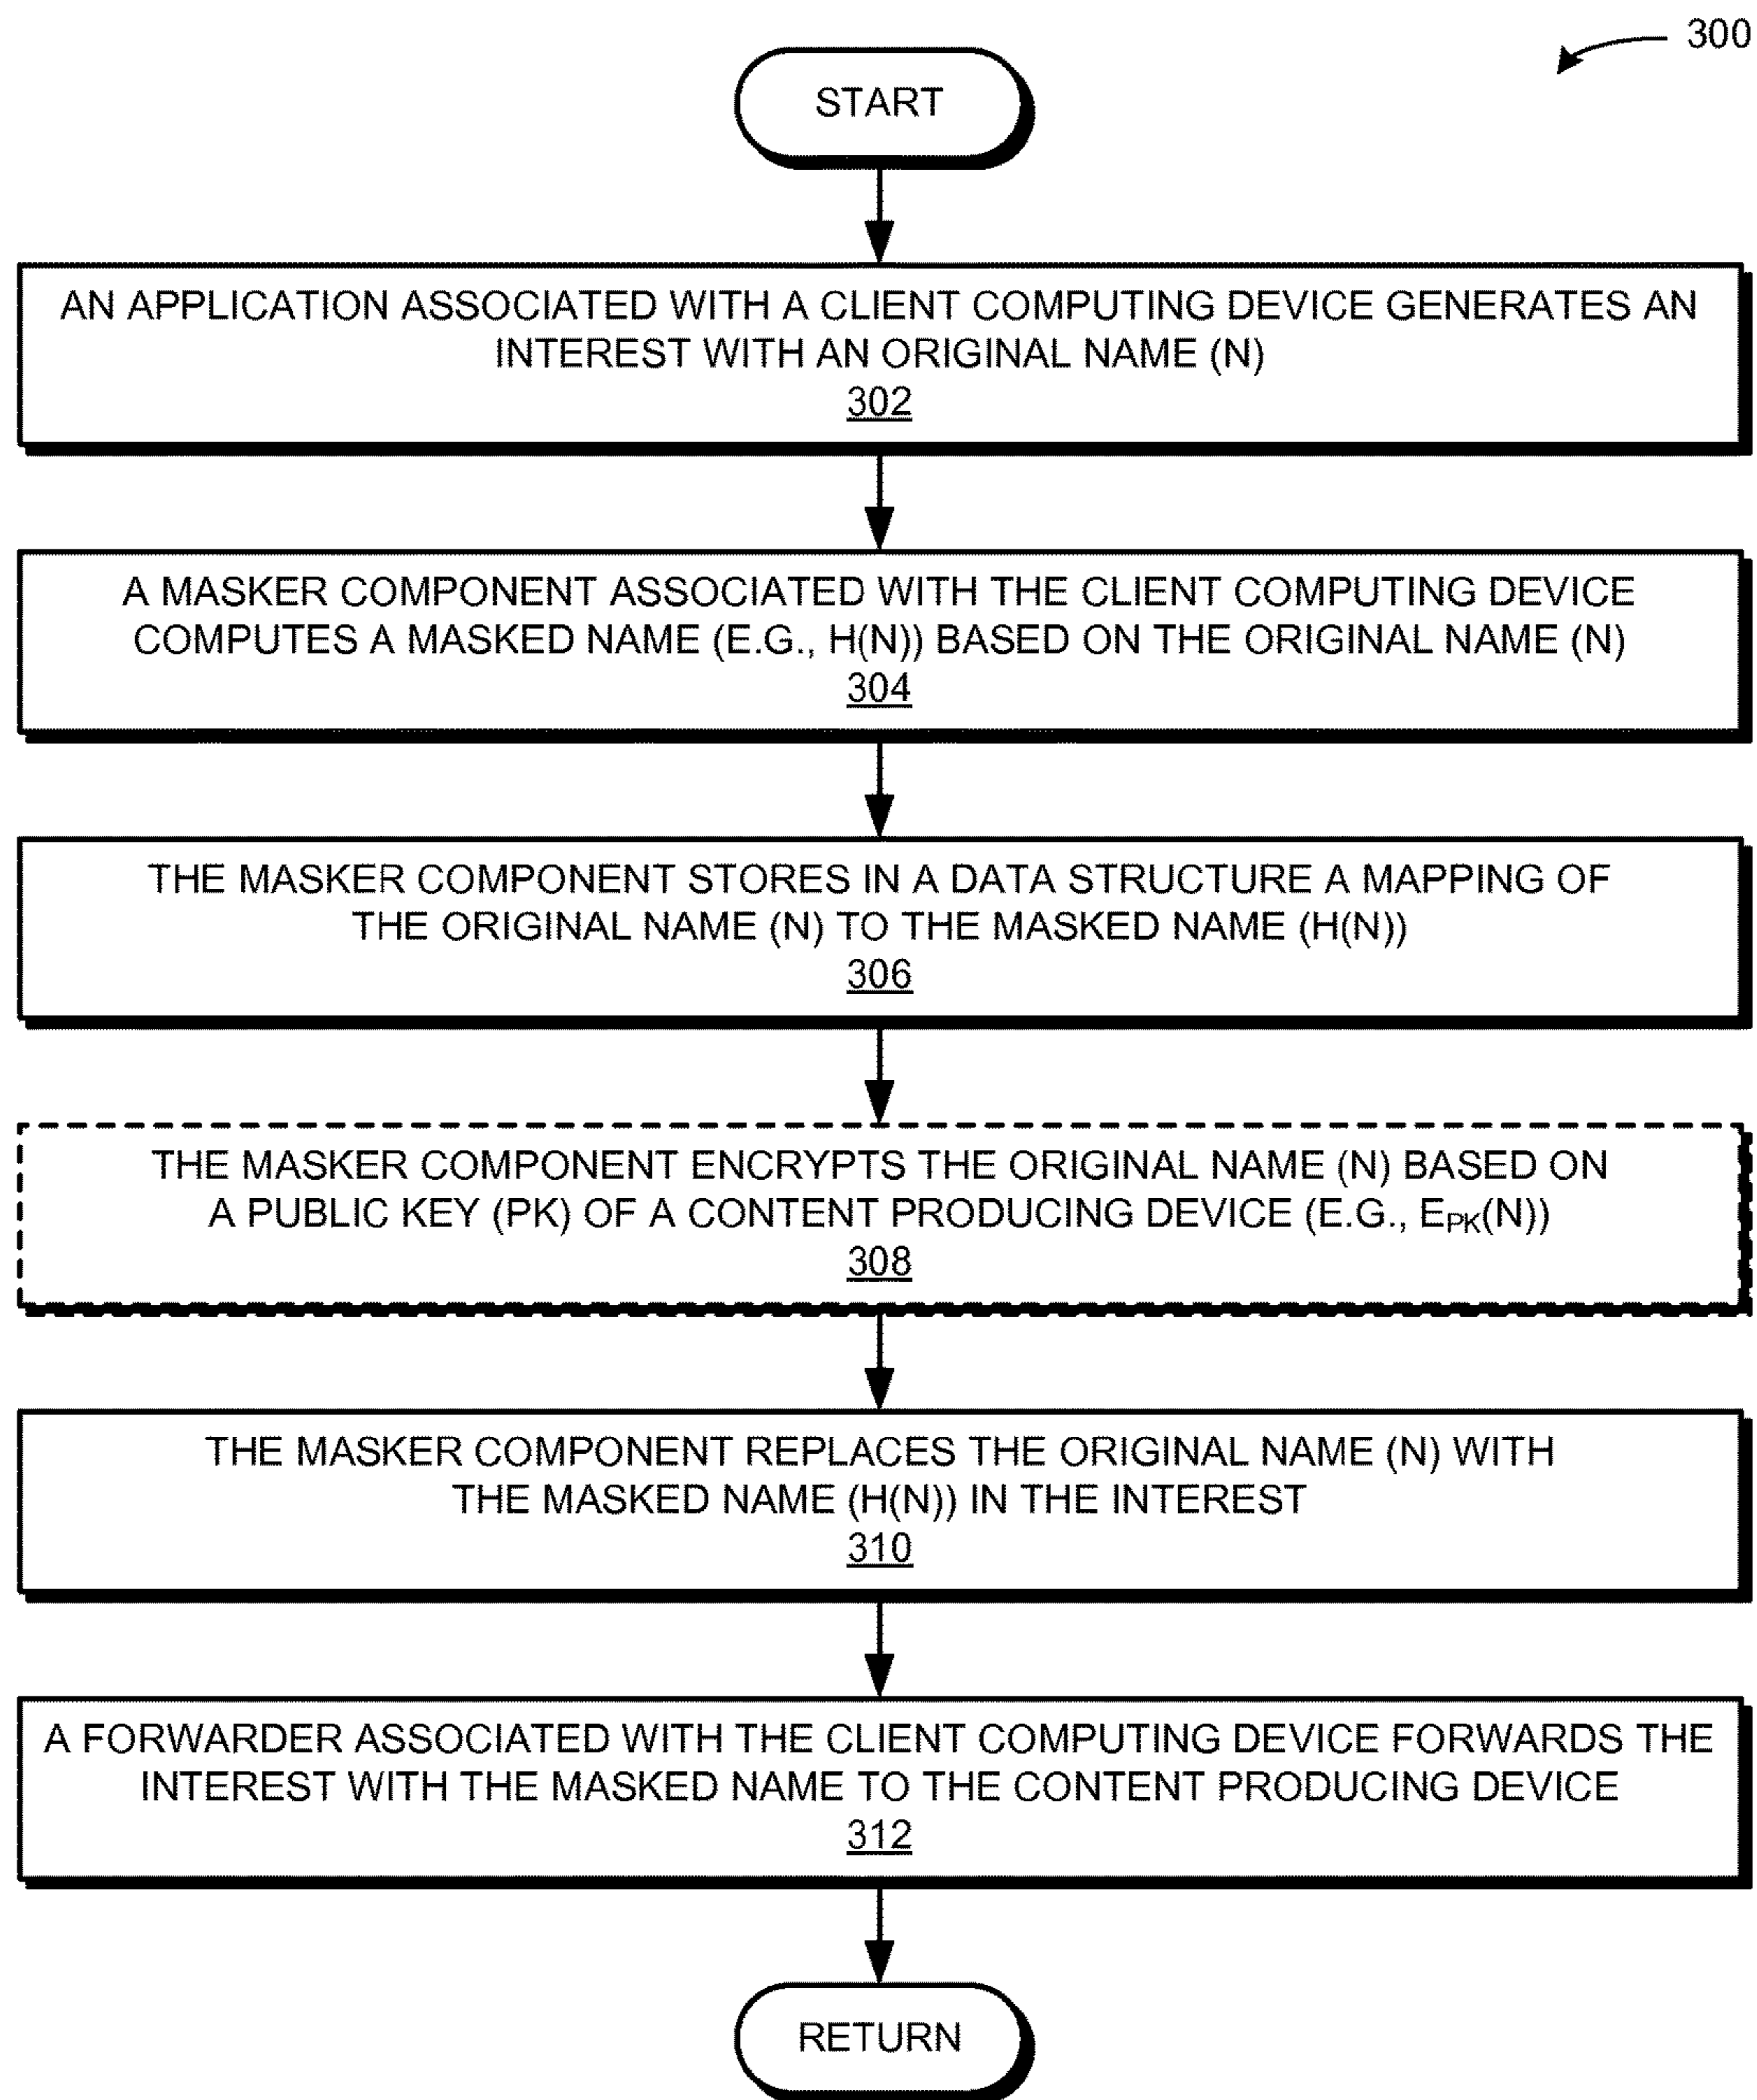 300
START
AN APPLICATION ASSOCIATED WITH A CLIENT COMPUTING DEVICE GENERATES AN
INTEREST WITH AN ORIGINAL NAME (N)
302
A MASKER COMPONENT ASSOCIATED WITH THE CLIENT COMPUTING DEVICE
COMPUTES A MASKED NAME (E.G., H(N)) BASED ON THE ORIGINAL NAME (N)
304
THE MASKER COMPONENT STORES IN A DATA STRUCTURE A MAPPING OF
THE ORIGINAL NAME (N) TO THE MASKED NAME (H(N))
306
THE MASKER COMPONENT ENCRYPTS THE ORIGINAL NAME (N) BASED ON
A PUBLIC KEY (PK) OF A CONTENT PRODUCING DEVICE (E.G., EPK(N))
308
THE MASKER COMPONENT REPLACES THE ORIGINAL NAME (N) WITH
THE MASKED NAME (H(N)) IN THE INTEREST
310
A FORWARDER ASSOCIATED WITH THE CLIENT COMPUTING DEVICE FORWARDS THE
INTEREST WITH THE MASKED NAME TO THE CONTENT PRODUCING DEVICE
312
RETURN